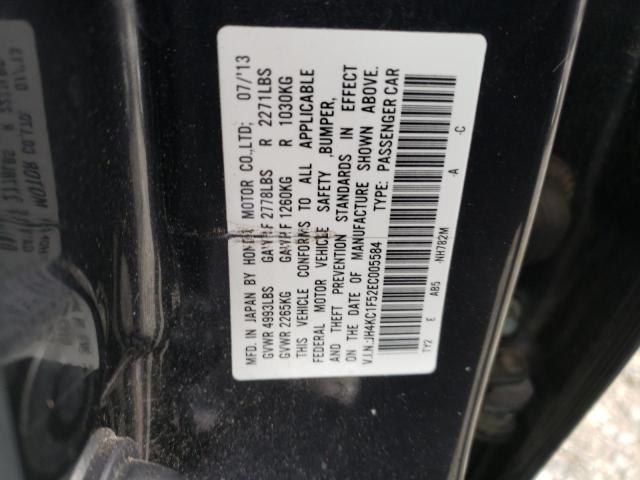 MFD. IN JAPAN BY HONDA MOTOR CO.,LTD; 07/'13
GVWR 4993LBS GAWR F 2778LBS R 2271LBS
GVWR 2265KG GAWR F 1260KG R 1030KG
THIS VEHICLE CONFORMS TO ALL APPLICABLE
FEDERAL MOTOR VEHICLE SAFETY ,BUMPER,
AND THEFT PREVENTION STANDARDS IN EFFECT
ON THE DATE OF MANUFACTURE SHOWN ABOVE.
V.I.N.:JH4KC1F52EC005584 TYPE: PASSENGER CAR
TY2 E AB5 -NH782M -A -C